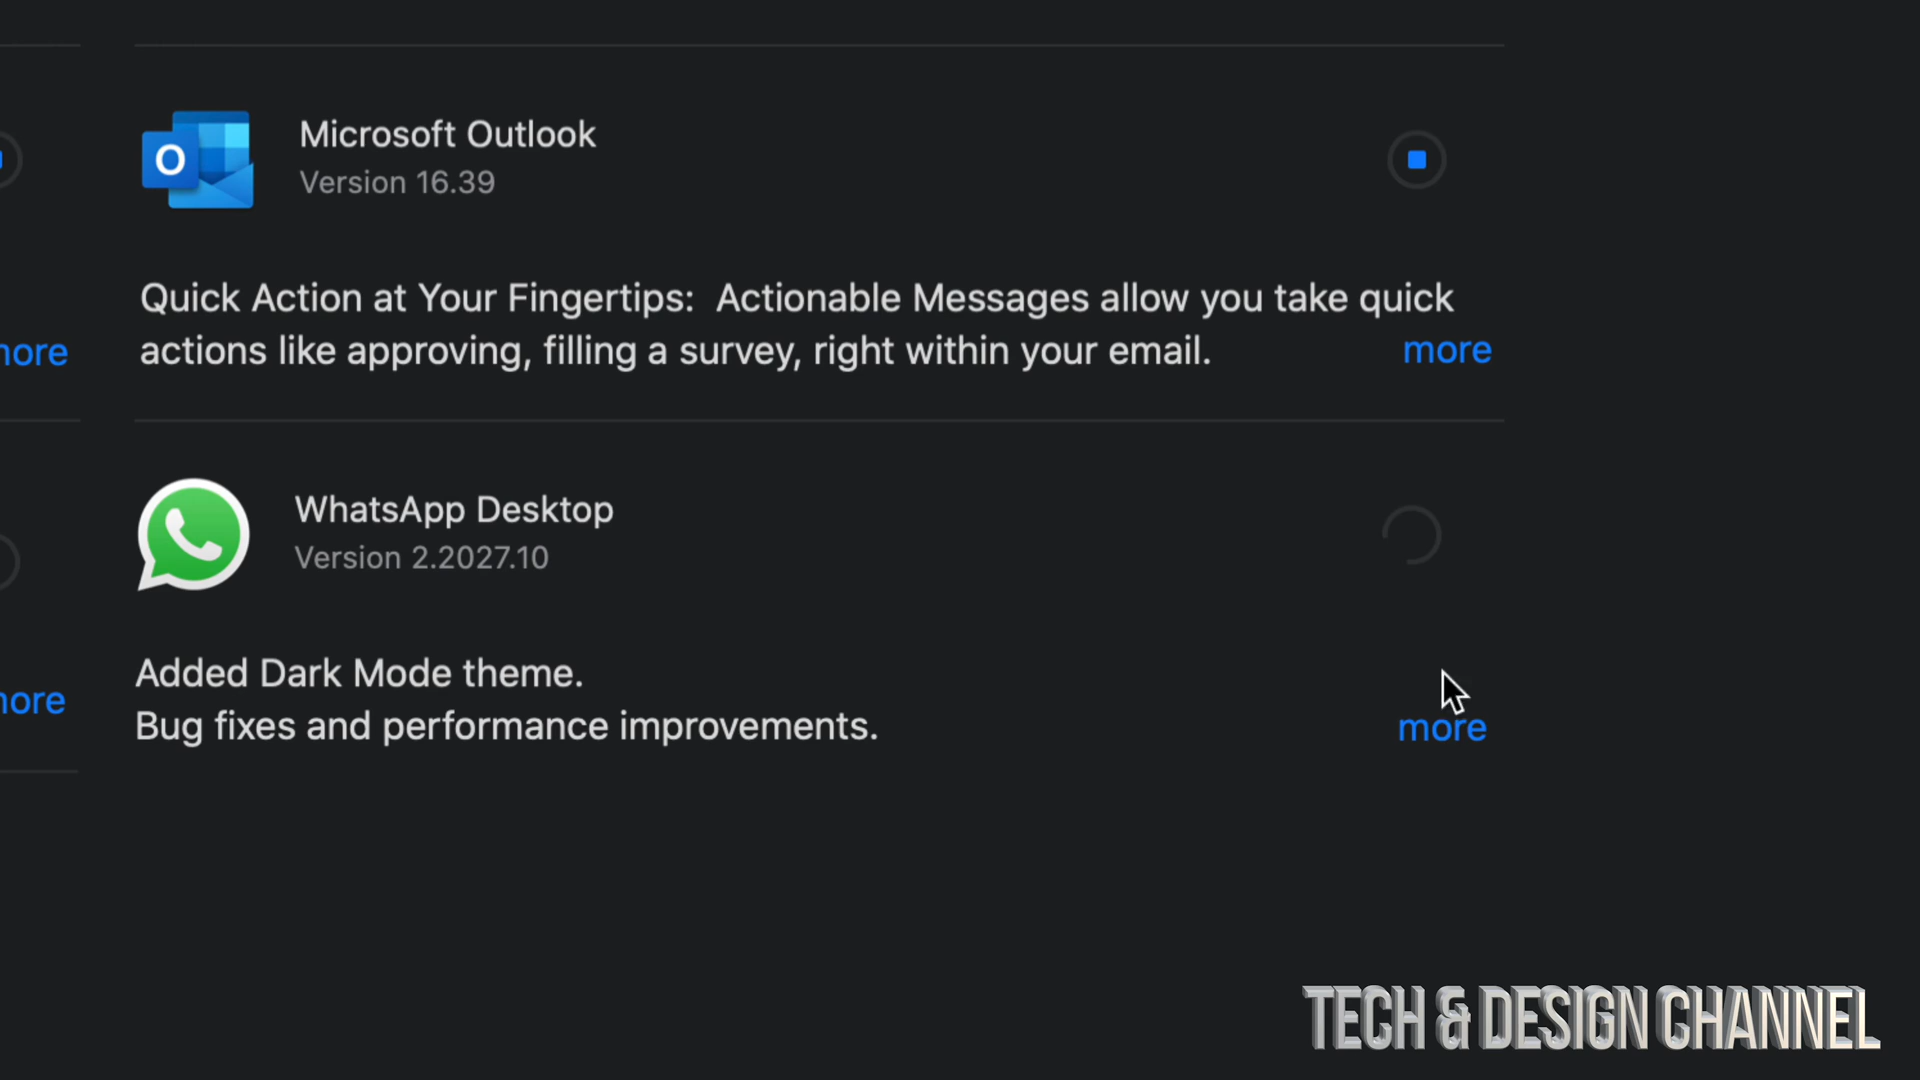 Microsoft Outlook
Version 16.39
Quick Action at Your Fingertips:  Actionable Messages allow you take quick
actions like approving, filling a survey, right within your email.
more
more
WhatsApp Desktop
Version 2.2027.10
Added Dark Mode theme.
Bug fixes and performance improvements.
more
more
TECH & DESIGN CHANNEL